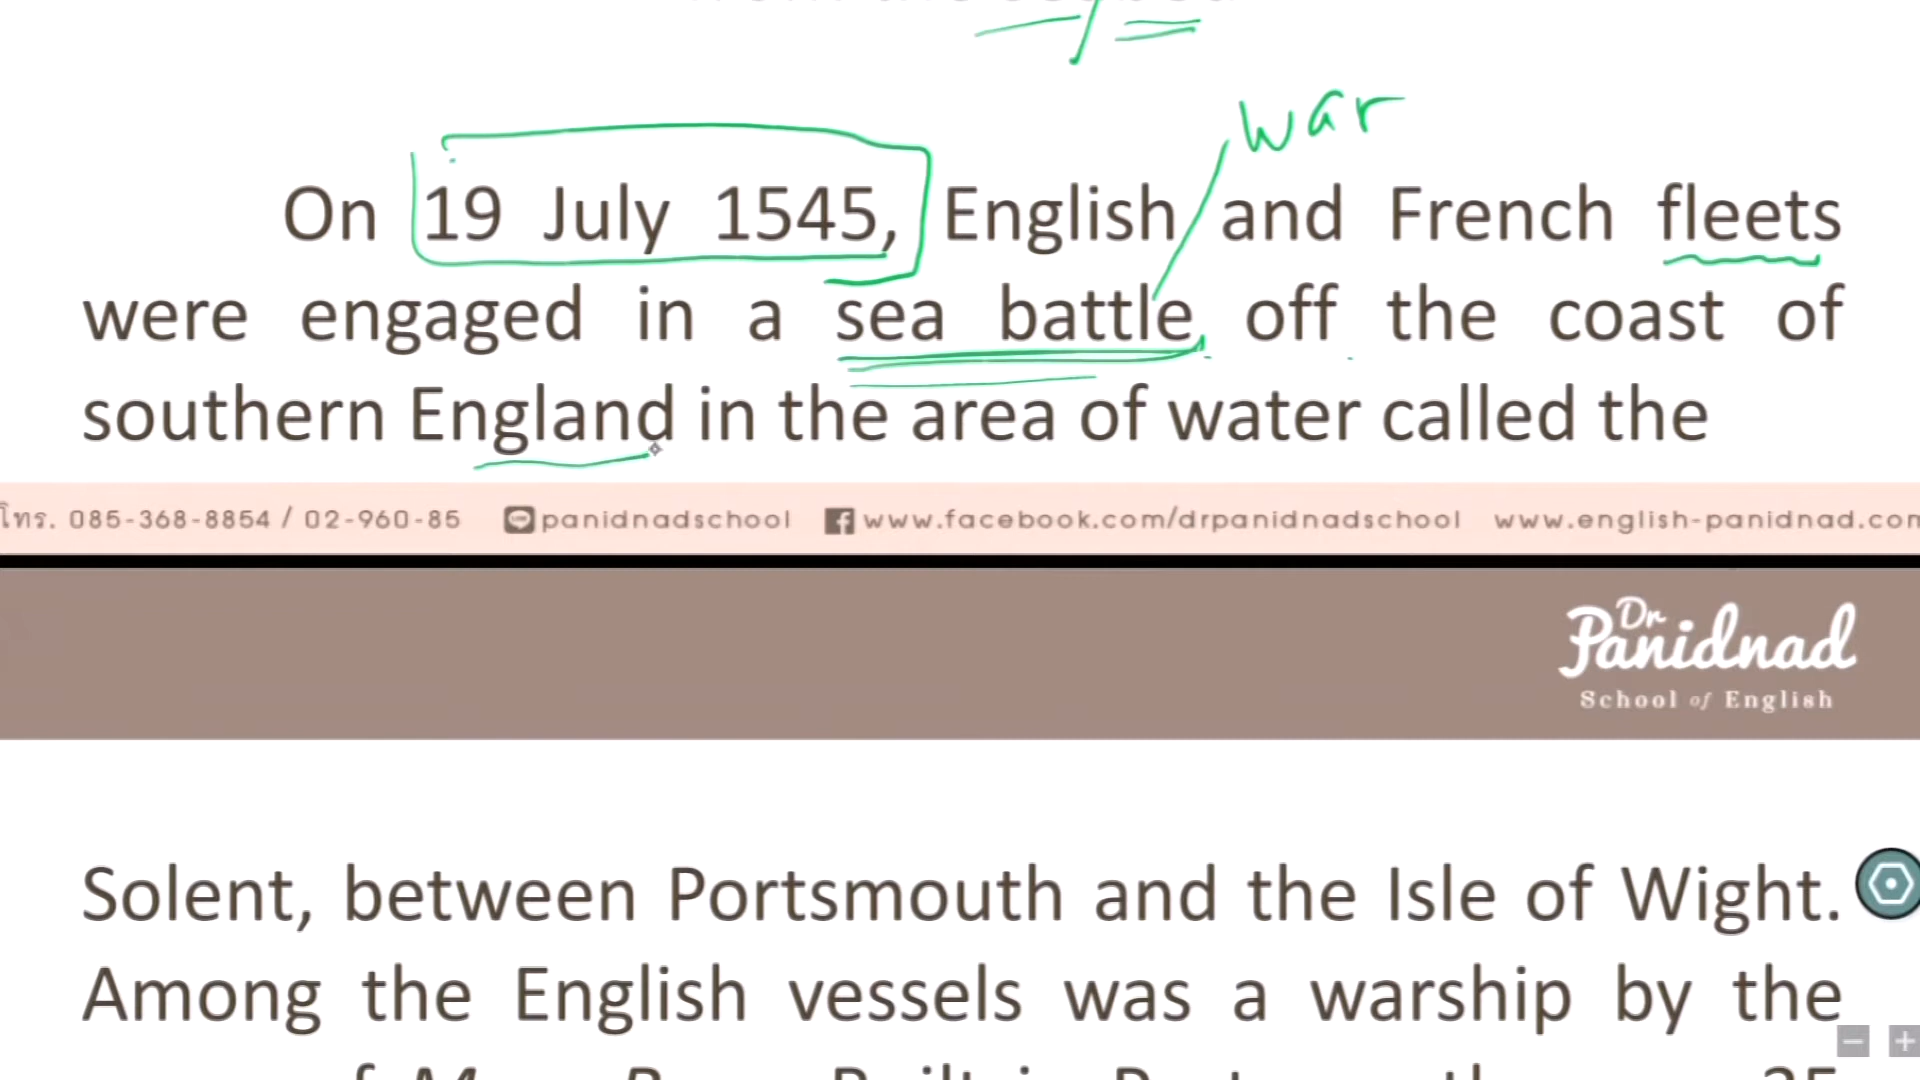 war
On 19 July 1545, English and French fleets
were engaged in a sea battle off the coast of
southern England in the area of water called the
โทร. 085-368-8854 / 02-960-85 panidnadschool www.facebook.com/drpanidnadschool www.english-panidnad.com
Dr
Panidnad
School of English
Solent, between Portsmouth and the Isle of Wight.
Among the English vessels was a warship by the